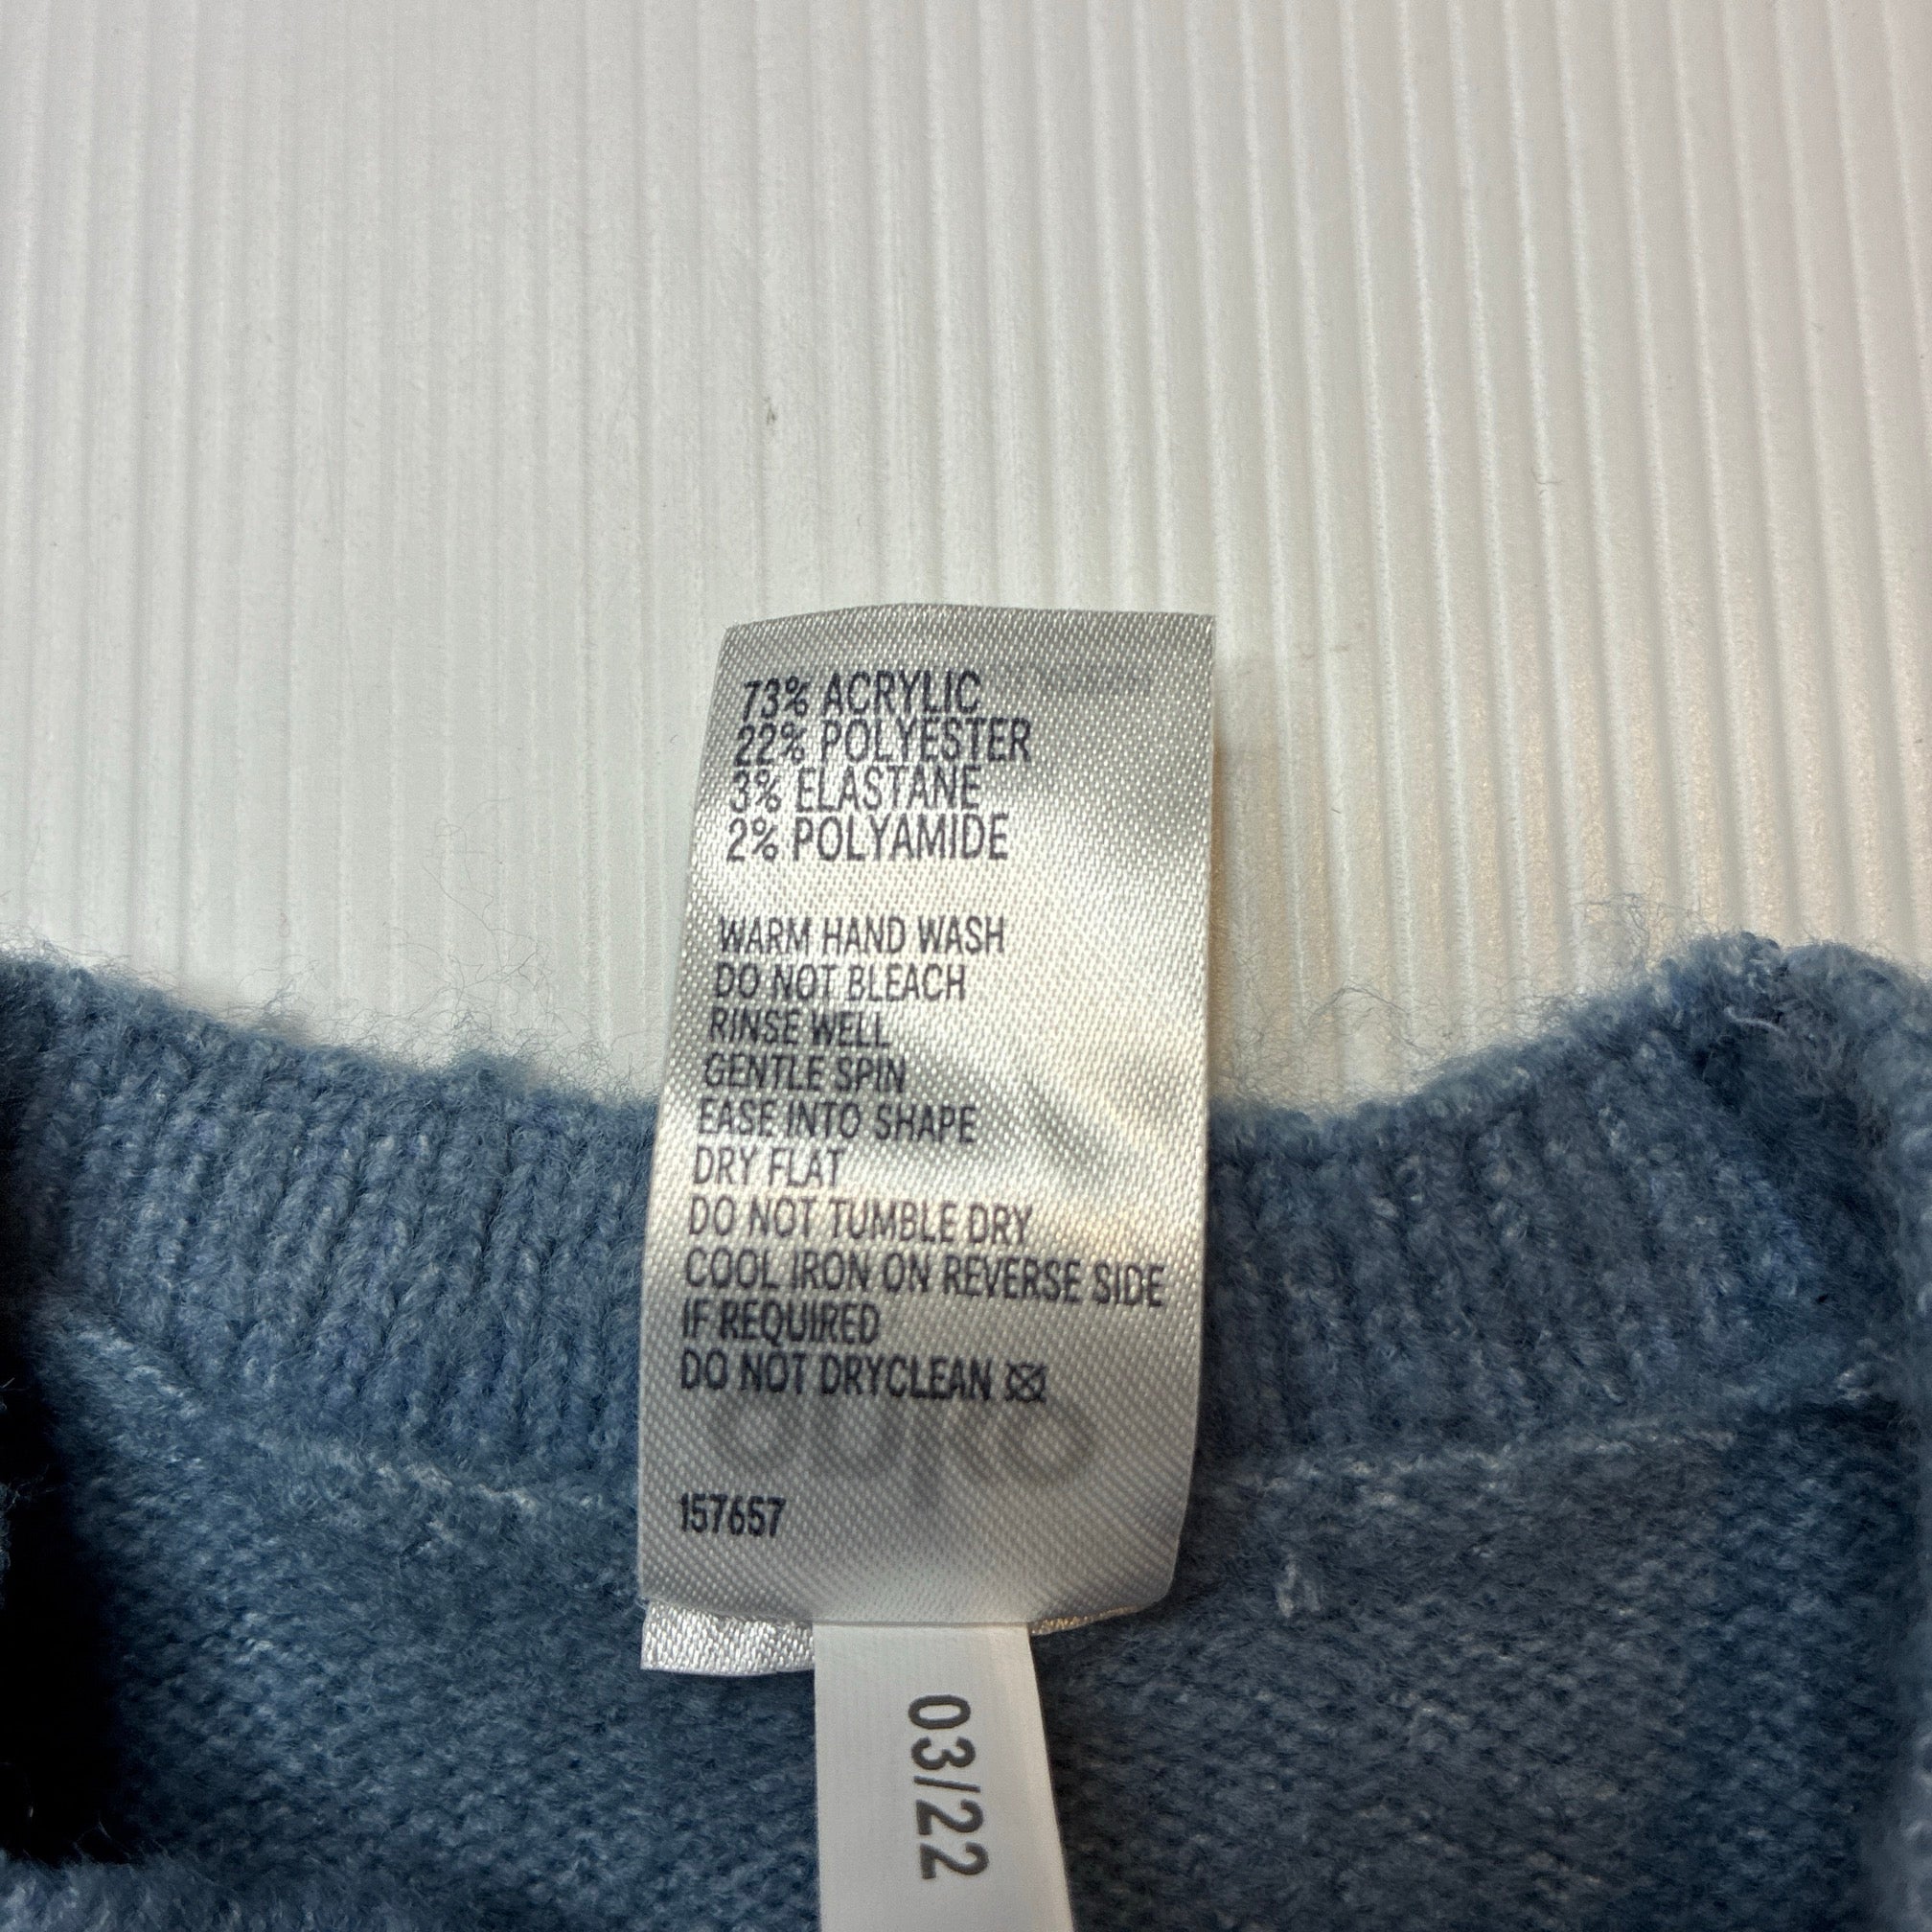 73% ACRYLIC
22% POLYESTER
3% ELASTANE
2% POLYAMIDE
WARM HAND WASH
DO NOT BLEACH
RINSE WELL
GENTLE SPIN
EASE INTO SHAPE
DRY FLAT
DO NOT TUMBLE DRY
COOL IRON ON REVERSE SIDE
IF REQUIRED
DO NOT DRYCLEAN
157657
03/22